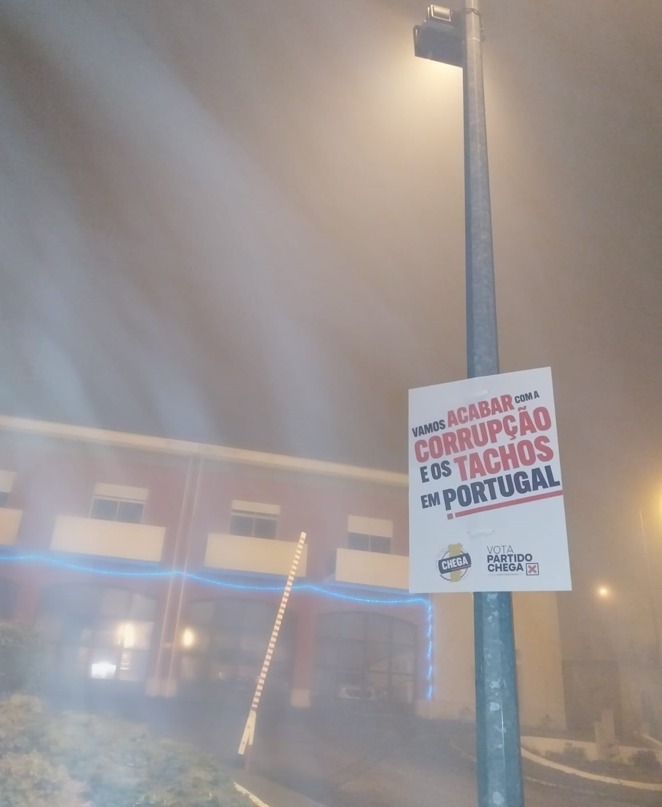 VAMOS ACABAR COM A
CORRUPÇÃO
E OS TACHOS
EM PORTUGAL
CHEGA
VOTA
PARTIDO
CHEGA